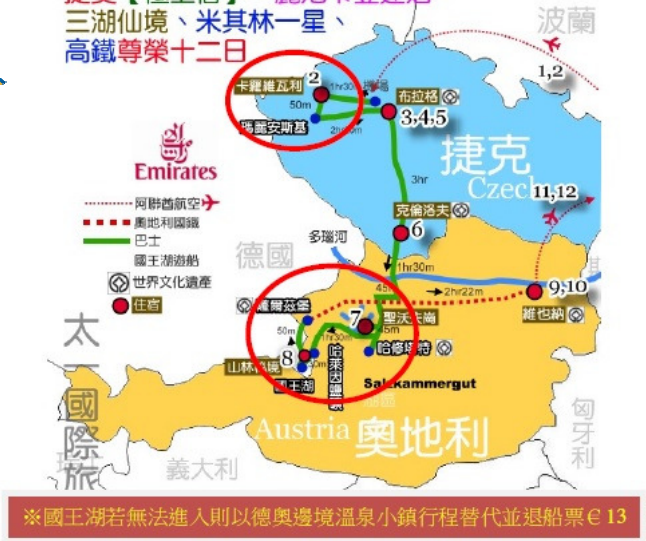 三湖仙境、米其林一星、
高鐵尊榮十二日
波蘭
1,2
卡羅維瓦利
2
1hr30
50m
布拉格
3,4,5
瑪麗安斯基
Emirates
捷克
Czech
3hr
11,12
阿聯酋航空
奧地利國鐵
巴士
國王湖遊船
世界文化遺產
住宿
德國
多瑙河
克倫洛夫
6
1hr30m
45
2hr22m
9,10
維也納
薩爾茲堡
7
聖沃夫崗
45m
50m
1hr30m
8
哈修塔特
山林秘境
國王湖
哈萊因鹽礦
Salzkammergut
太一國際旅
Austria 奧地利
匈牙利
義大利
※國王湖若無法進入則以德奧邊境溫泉小鎮行程替代並退船票€13